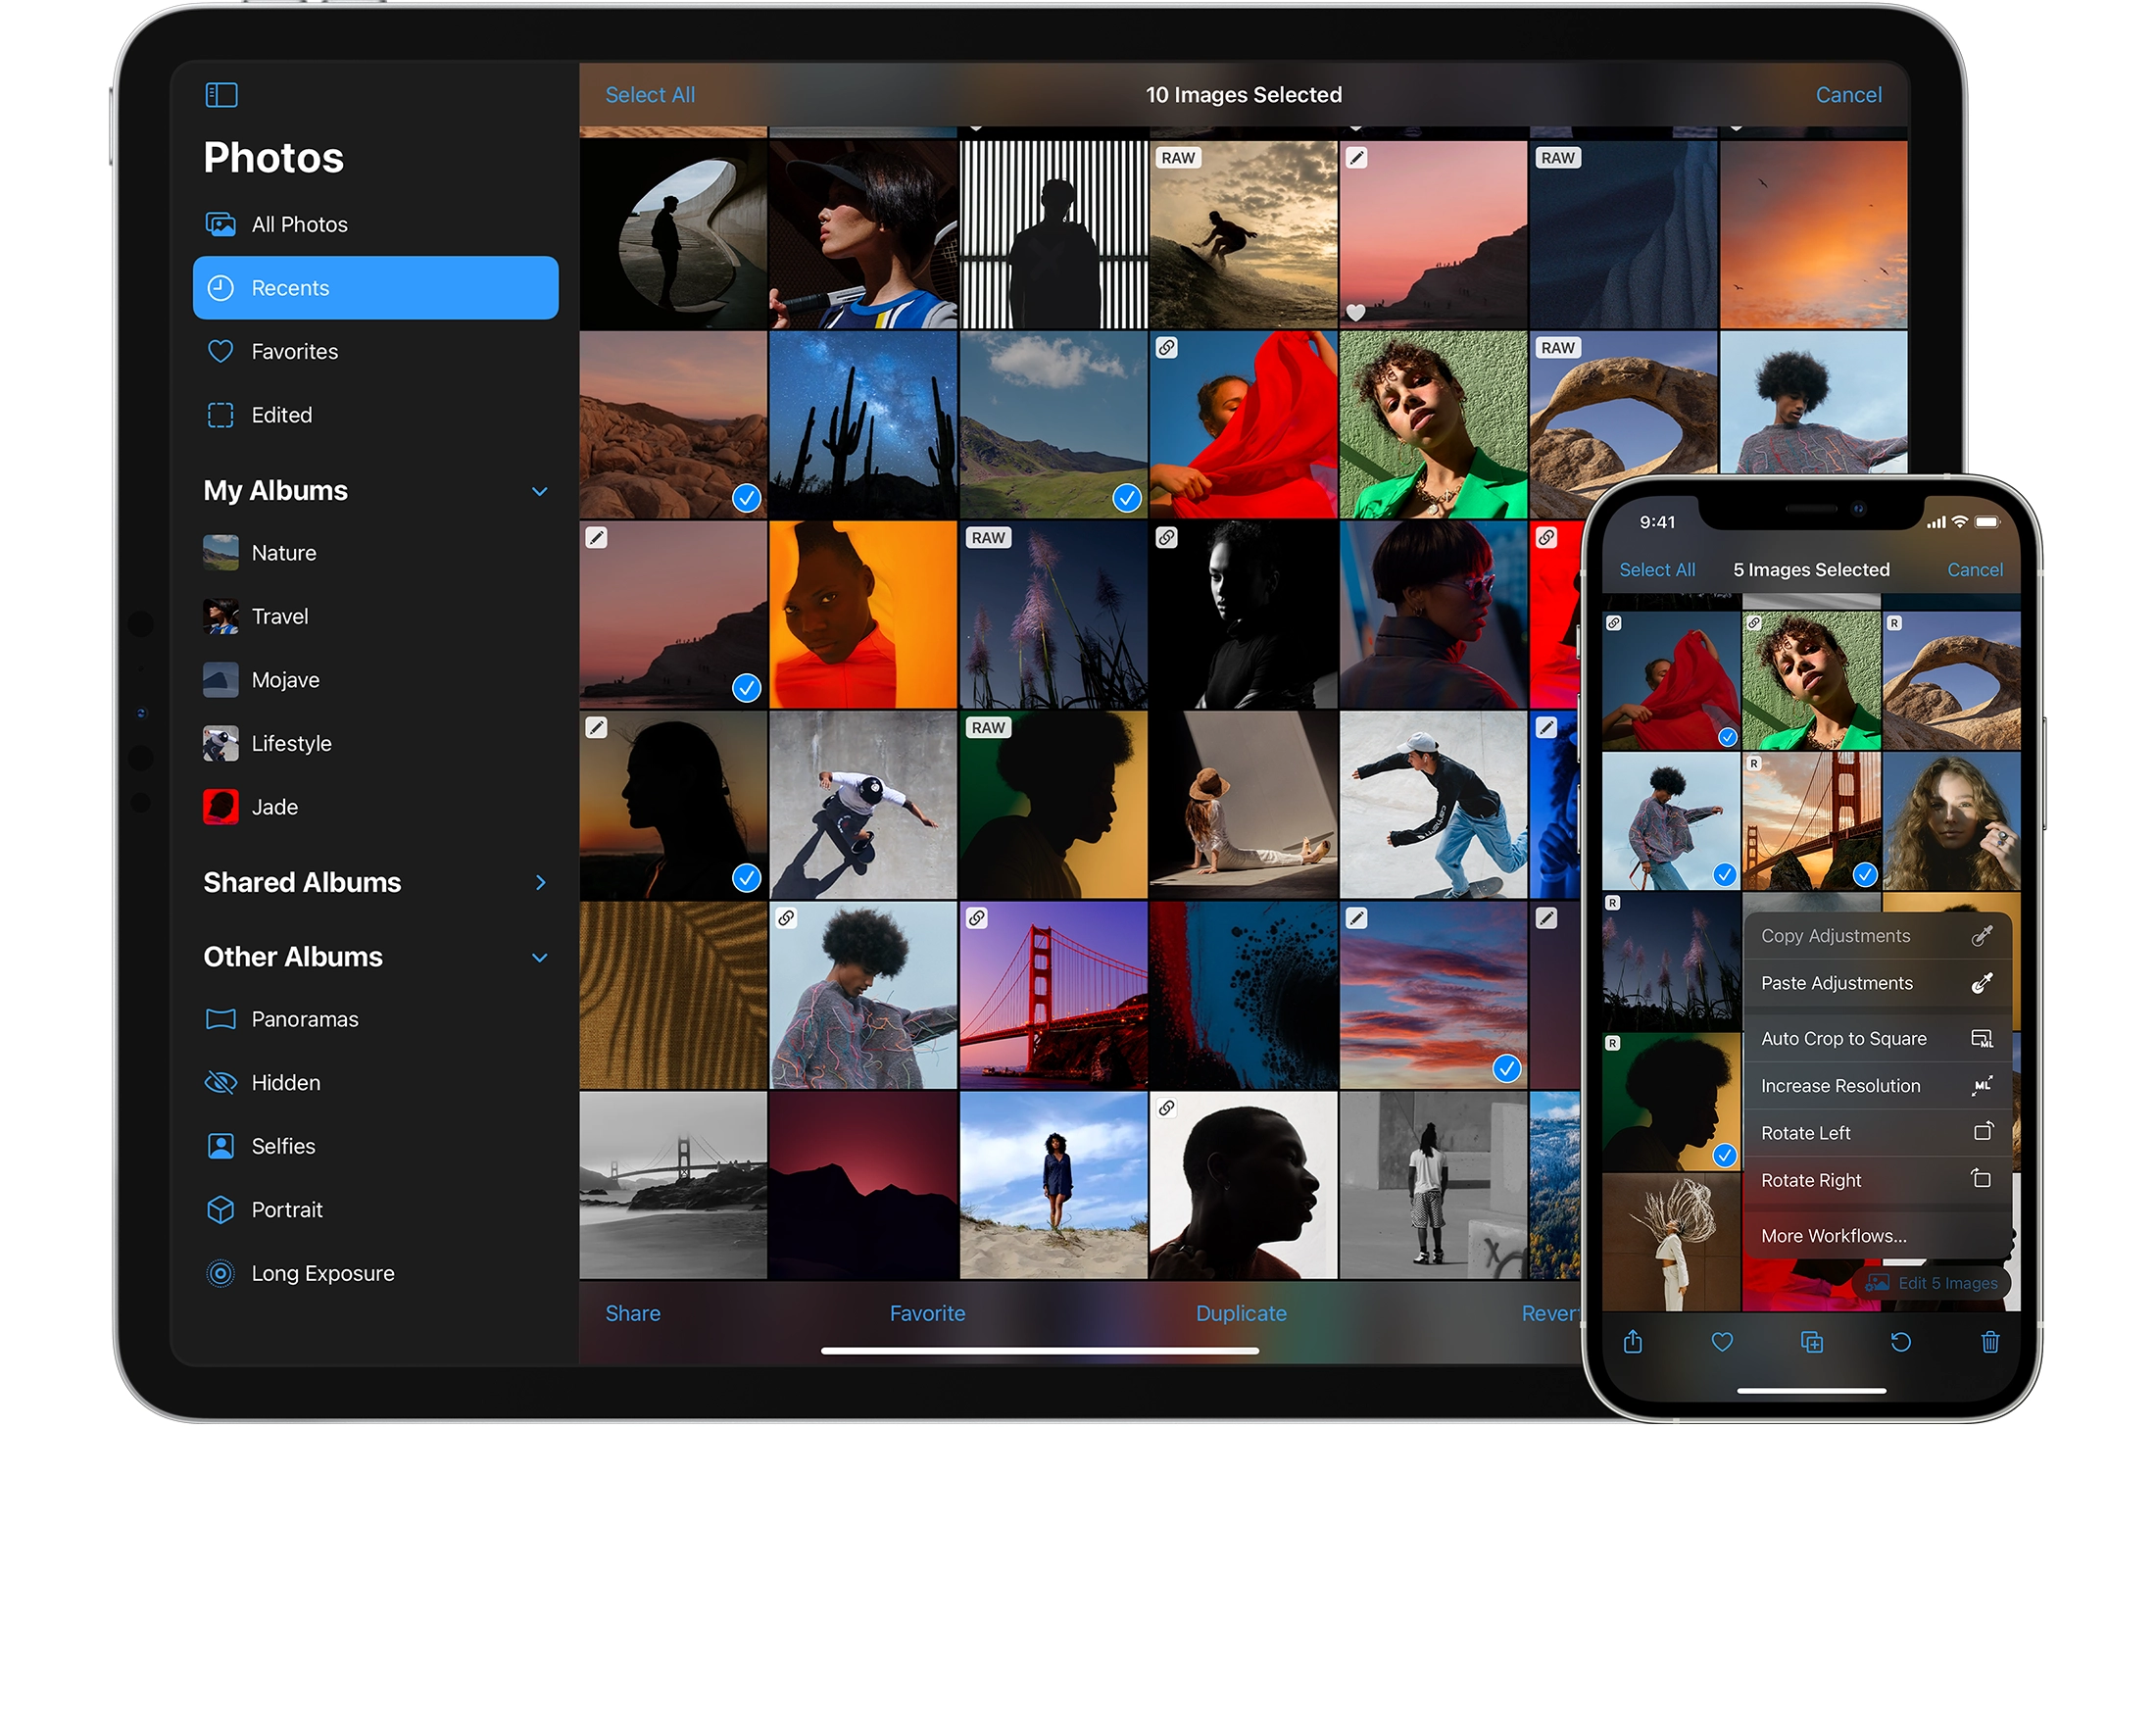 Select All
10 Images Selected
Cancel
Photos
All Photos
Recents
Favorites
Edited
My Albums
Nature
Travel
Mojave
Lifestyle
Jade
Shared Albums
Other Albums
Panoramas
Hidden
Selfies
Portrait
Long Exposure
RAW
RAW
RAW
RAW
RAW
Share
Favorite
Duplicate
Revert
9:41
Select All
5 Images Selected
Cancel
R
R
R
R
Copy Adjustments
Paste Adjustments
Auto Crop to Square
ML
Increase Resolution
ML
Rotate Left
Rotate Right
More Workflows...
Edit 5 Images